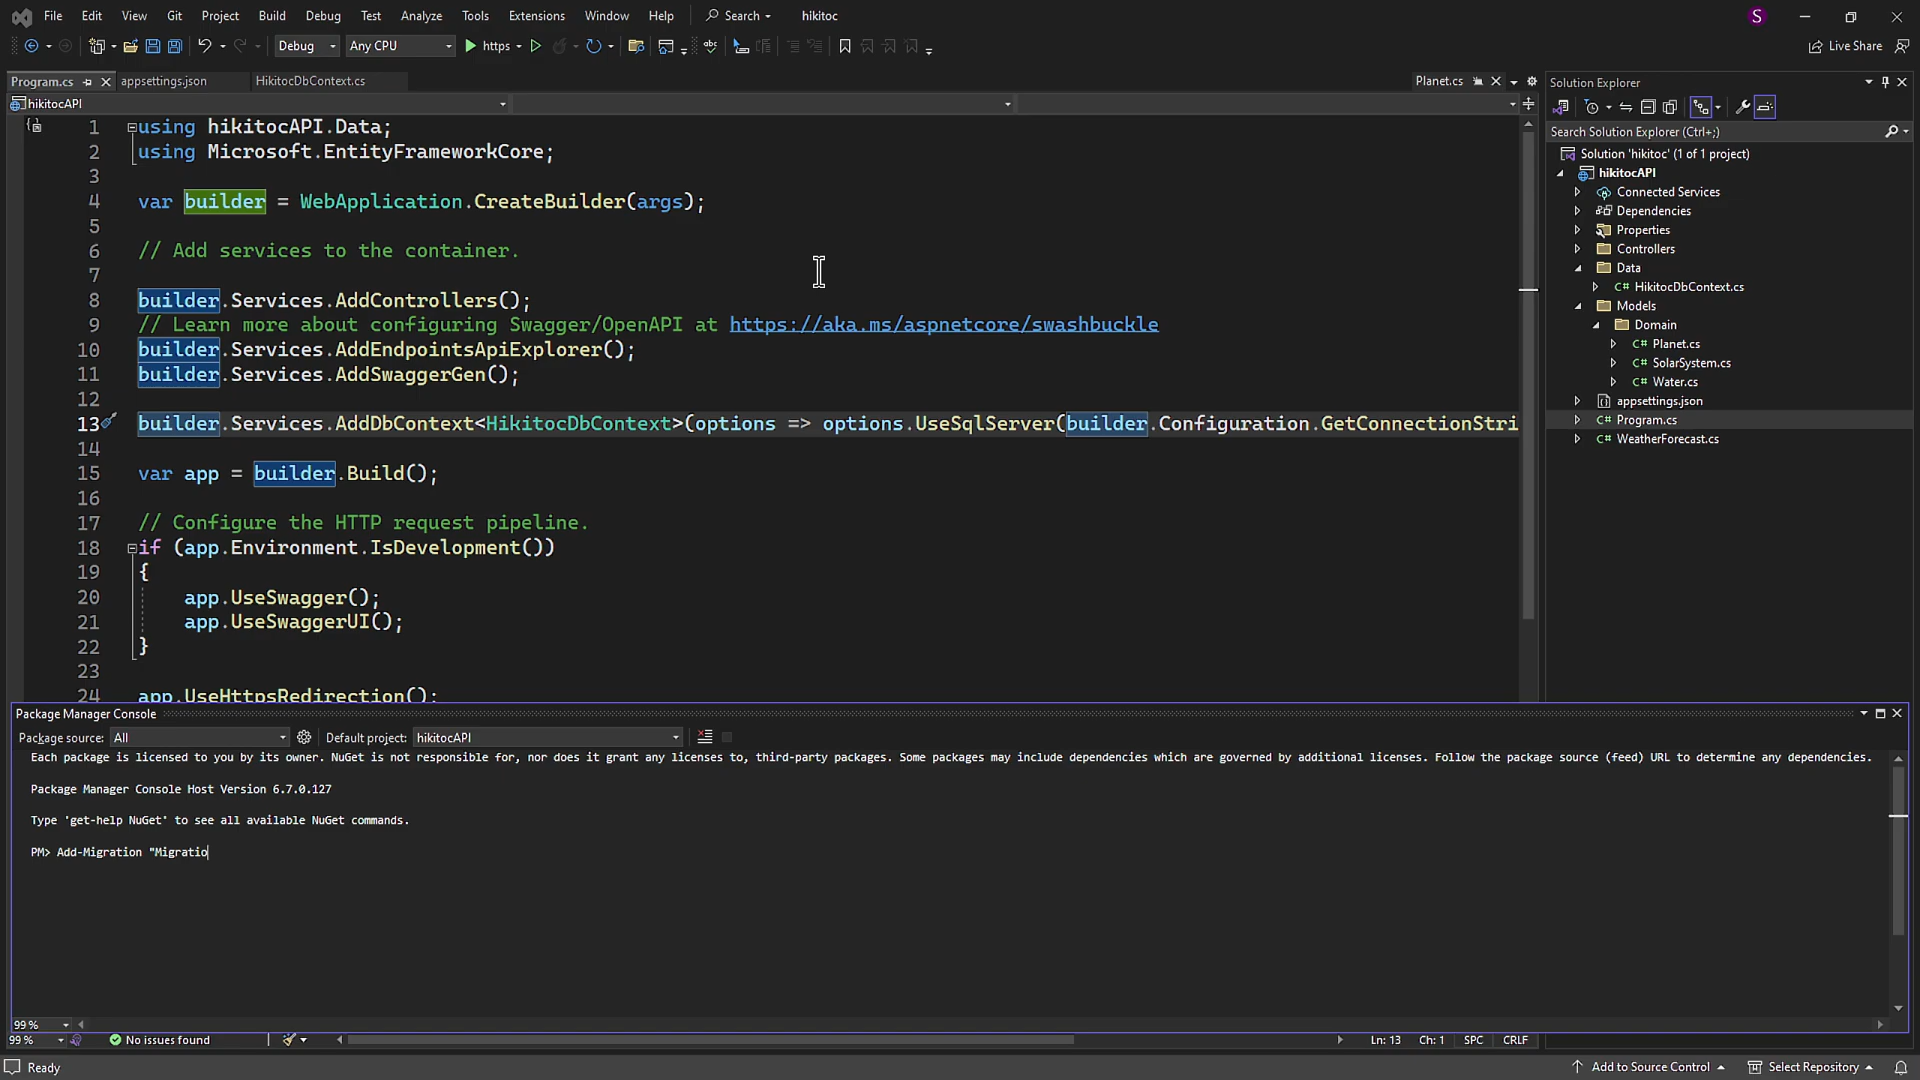 File Edit View Git Project Build Debug Test Analyze Tools Extensions Window Help Search hikitoc S
Debug Any CPU https Live Share
Program.cs appsettings.json HikitocDbContext.cs Planet.cs
hikitocAPI
1 using hikitocAPI.Data;
2 using Microsoft.EntityFrameworkCore;
3
4 var builder = WebApplication.CreateBuilder(args);
5
6 // Add services to the container.
7
8 builder.Services.AddControllers();
9 // Learn more about configuring Swagger/OpenAPI at https://aka.ms/aspnetcore/swashbuckle
10 builder.Services.AddEndpointsApiExplorer();
11 builder.Services.AddSwaggerGen();
12
13 builder.Services.AddDbContext<HikitocDbContext>(options => options.UseSqlServer(builder.Configuration.GetConnectionStri
14
15 var app = builder.Build();
16
17 // Configure the HTTP request pipeline.
18 if (app.Environment.IsDevelopment())
19 {
20 app.UseSwagger();
21 app.UseSwaggerUI();
22 }
23
24 app.UseHttpsRedirection();
Solution Explorer
Search Solution Explorer (Ctrl+;)
Solution 'hikitoc' (1 of 1 project)
hikitocAPI
Connected Services
Dependencies
Properties
Controllers
Data
C# HikitocDbContext.cs
Models
Domain
C# Planet.cs
C# SolarSystem.cs
C# Water.cs
appsettings.json
C# Program.cs
C# WeatherForecast.cs
Package Manager Console
Package source: All Default project: hikitocAPI
Each package is licensed to you by its owner. NuGet is not responsible for, nor does it grant any licenses to, third-party packages. Some packages may include dependencies which are governed by additional licenses. Follow the package source (feed) URL to determine any dependencies.
Package Manager Console Host Version 6.7.0.127
Type 'get-help NuGet' to see all available NuGet commands.
PM> Add-Migration "Migratio
99 %
99 % No issues found Ln: 13 Ch: 1 SPC CRLF
Ready Add to Source Control Select Repository